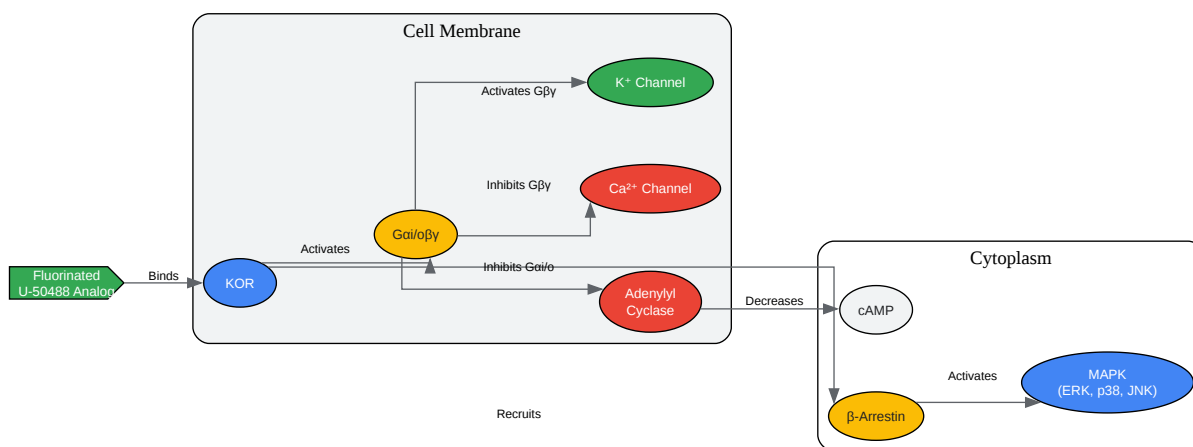 Cell Membrane
K⁺ Channel
Activates Gβγ
Inhibits Gβγ
Ca²⁺ Channel
Gαi/oβγ
Activates
Fluorinated
U-50488 Analog
Binds
KOR
Inhibits Gαi/o
Adenylyl
Cyclase
Decreases
Cytoplasm
cAMP
Recruits
β-Arrestin
Activates
MAPK
(ERK, p38, JNK)